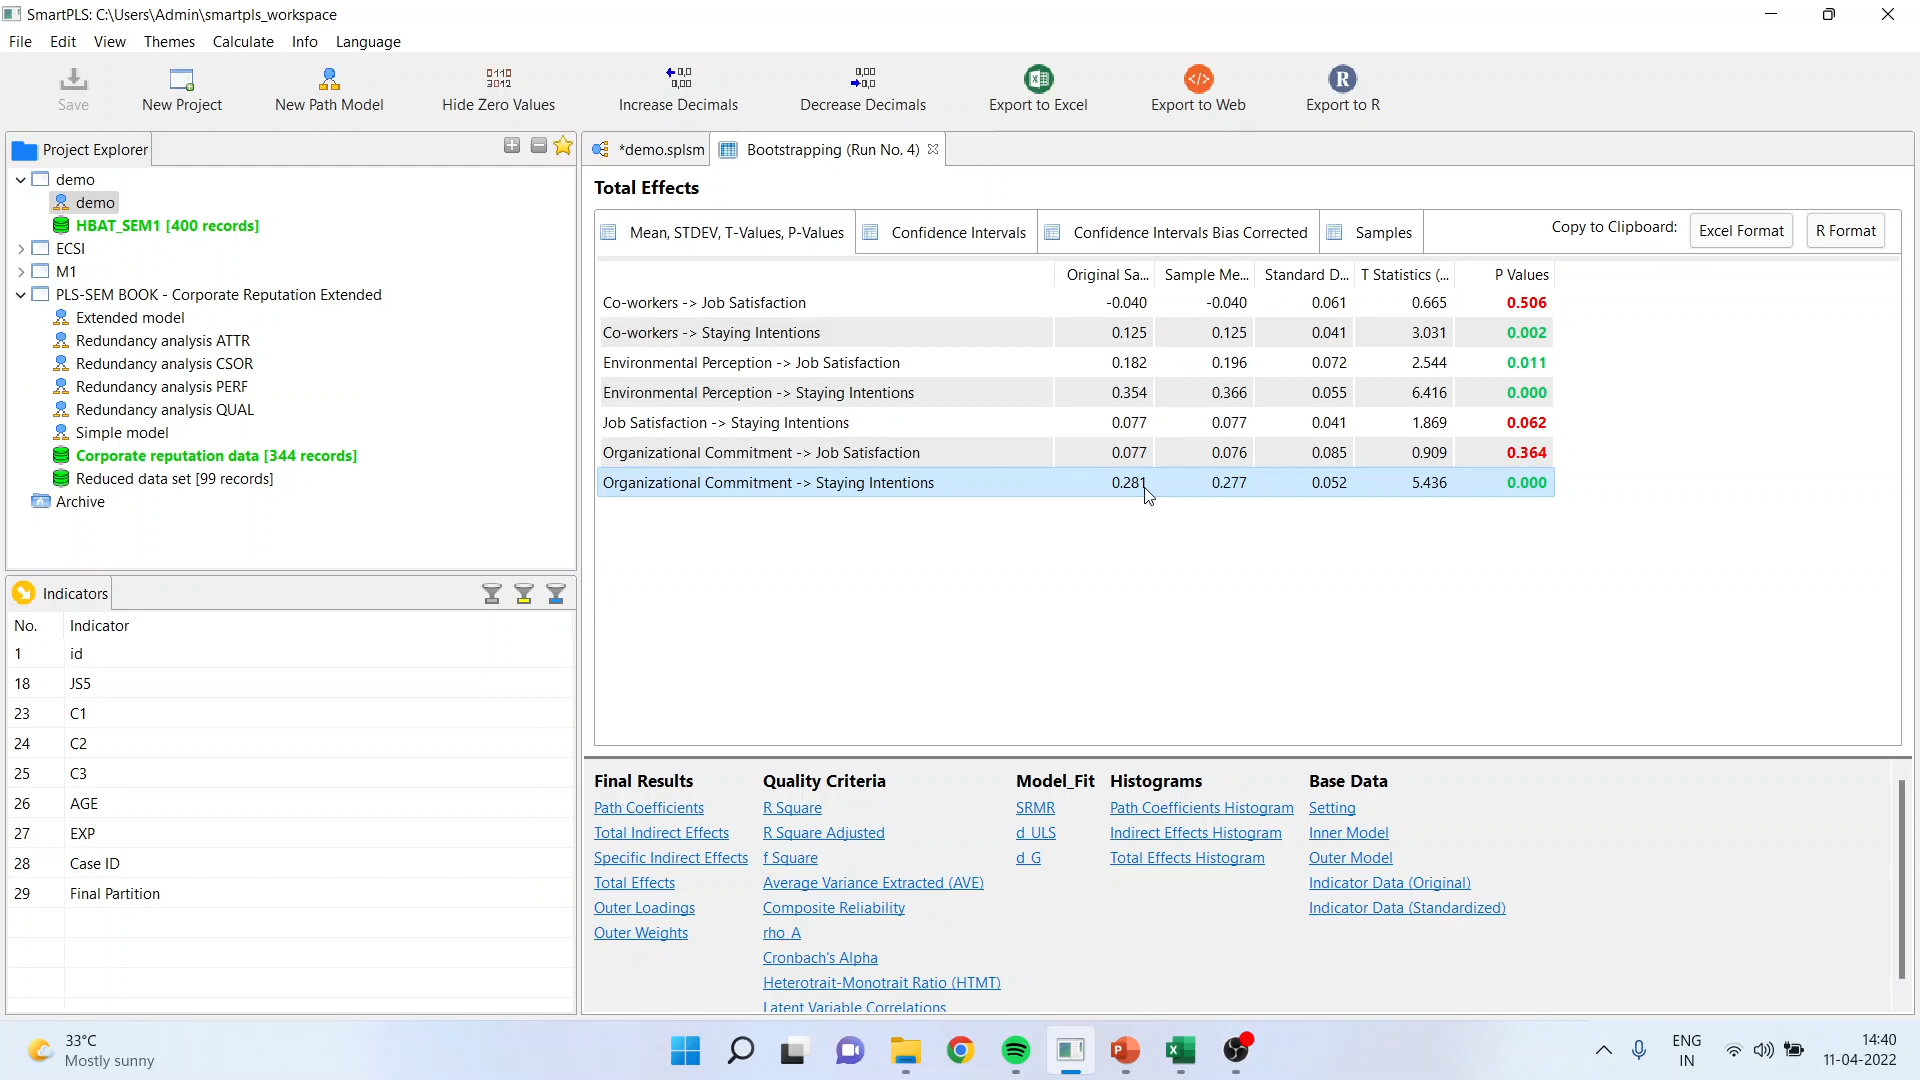 SmartPLS: C:\Users\Admin\smartpls_workspace
File Edit View Themes Calculate Info Language
Save New Project New Path Model Hide Zero Values Increase Decimals Decrease Decimals Export to Excel Export to Web Export to R
Project Explorer
demo
demo
HBAT_SEM1 [400 records]
ECSI
M1
PLS-SEM BOOK - Corporate Reputation Extended
Extended model
Redundancy analysis ATTR
Redundancy analysis CSOR
Redundancy analysis PERF
Redundancy analysis QUAL
Simple model
Corporate reputation data [344 records]
Reduced data set [99 records]
Archive
Indicators
No. Indicator
1 id
18 JS5
23 C1
24 C2
25 C3
26 AGE
27 EXP
28 Case ID
29 Final Partition
*demo.splsm Bootstrapping (Run No. 4)
Total Effects
Mean, STDEV, T-Values, P-Values Confidence Intervals Confidence Intervals Bias Corrected Samples Copy to Clipboard: Excel Format R Format
Original Sa... Sample Me... Standard D... T Statistics (... P Values
Co-workers -> Job Satisfaction -0.040 -0.040 0.061 0.665 0.506
Co-workers -> Staying Intentions 0.125 0.125 0.041 3.031 0.002
Environmental Perception -> Job Satisfaction 0.182 0.196 0.072 2.544 0.011
Environmental Perception -> Staying Intentions 0.354 0.366 0.055 6.416 0.000
Job Satisfaction -> Staying Intentions 0.077 0.077 0.041 1.869 0.062
Organizational Commitment -> Job Satisfaction 0.077 0.076 0.085 0.909 0.364
Organizational Commitment -> Staying Intentions 0.281 0.277 0.052 5.436 0.000
Final Results Quality Criteria Model_Fit Histograms Base Data
Path Coefficients R Square SRMR Path Coefficients Histogram Setting
Total Indirect Effects R Square Adjusted d_ULS Indirect Effects Histogram Inner Model
Specific Indirect Effects f Square d_G Total Effects Histogram Outer Model
Total Effects Average Variance Extracted (AVE) Indicator Data (Original)
Outer Loadings Composite Reliability Indicator Data (Standardized)
Outer Weights rho_A
Cronbach's Alpha
Heterotrait-Monotrait Ratio (HTMT)
Latent Variable Correlations
33°C
Mostly sunny
ENG
IN
14:40
11-04-2022